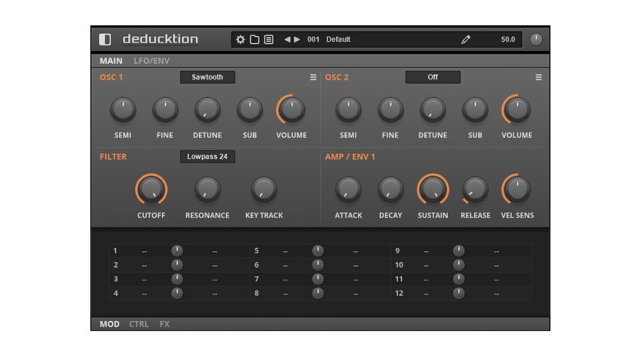 deducktion 001 Default 50.0
MAIN LFO/ENV
OSC 1 Sawtooth OSC 2 Off
SEMI FINE DETUNE SUB VOLUME SEMI FINE DETUNE SUB VOLUME
FILTER Lowpass 24 AMP / ENV 1
CUTOFF RESONANCE KEY TRACK ATTACK DECAY SUSTAIN RELEASE VEL SENS
1 -- -- 5 -- -- 9 -- --
2 -- -- 6 -- -- 10 -- --
3 -- -- 7 -- -- 11 -- --
4 -- -- 8 -- -- 12 -- --
MOD CTRL FX